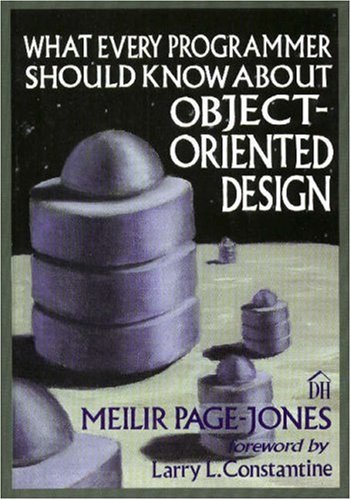 WHAT EVERY PROGRAMMER
SHOULD KNOW ABOUT
OBJECT-
ORIENTED
DESIGN
DH
MEILIR PAGE-JONES
foreword by
Larry L. Constantine